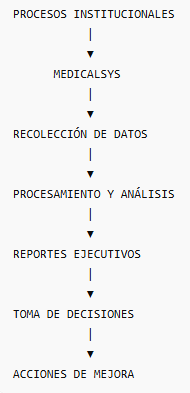 PROCESOS INSTITUCIONALES
MEDICALSYS
RECOLECCIÓN DE DATOS
PROCESAMIENTO Y ANÁLISIS
REPORTES EJECUTIVOS
TOMA DE DECISIONES
ACCIONES DE MEJORA